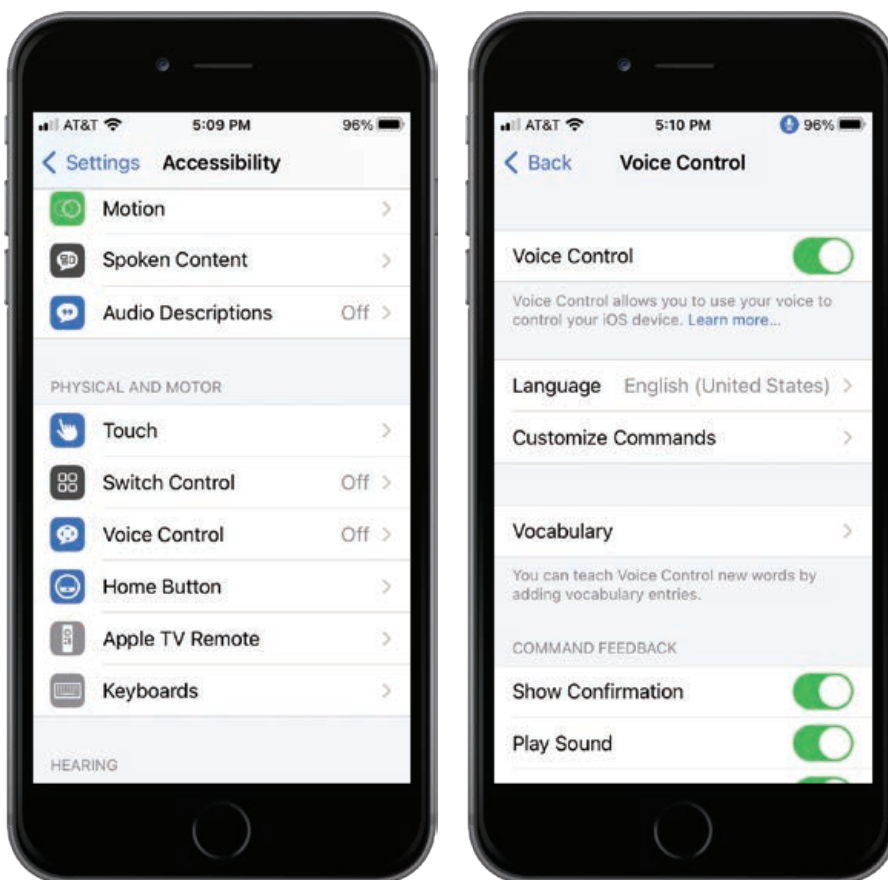 AT&T 5:09 PM 96%
Settings Accessibility
Motion
Spoken Content
Audio Descriptions Off
PHYSICAL AND MOTOR
Touch
Switch Control Off
Voice Control Off
Home Button
Apple TV Remote
Keyboards
HEARING
AT&T 5:10 PM 96%
Back Voice Control
Voice Control
Voice Control allows you to use your voice to
control your iOS device. Learn more...
Language English (United States)
Customize Commands
Vocabulary
You can teach Voice Control new words by
adding vocabulary entries.
COMMAND FEEDBACK
Show Confirmation
Play Sound